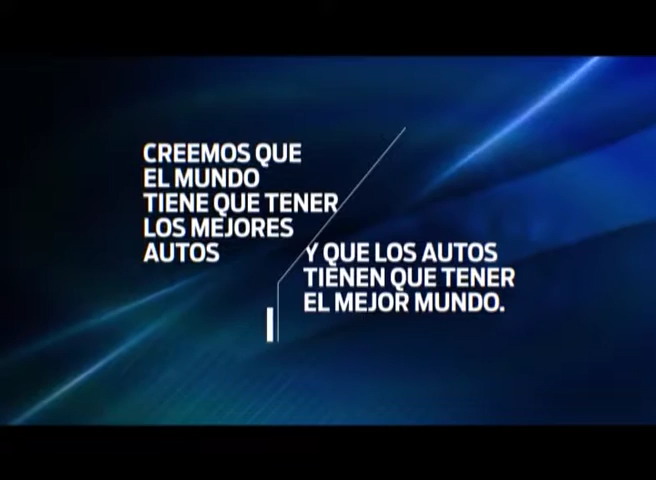 CREEMOS QUE
EL MUNDO
TIENE QUE TENER
LOS MEJORES
AUTOS
Y QUE LOS AUTOS
TIENEN QUE TENER
EL MEJOR MUNDO.